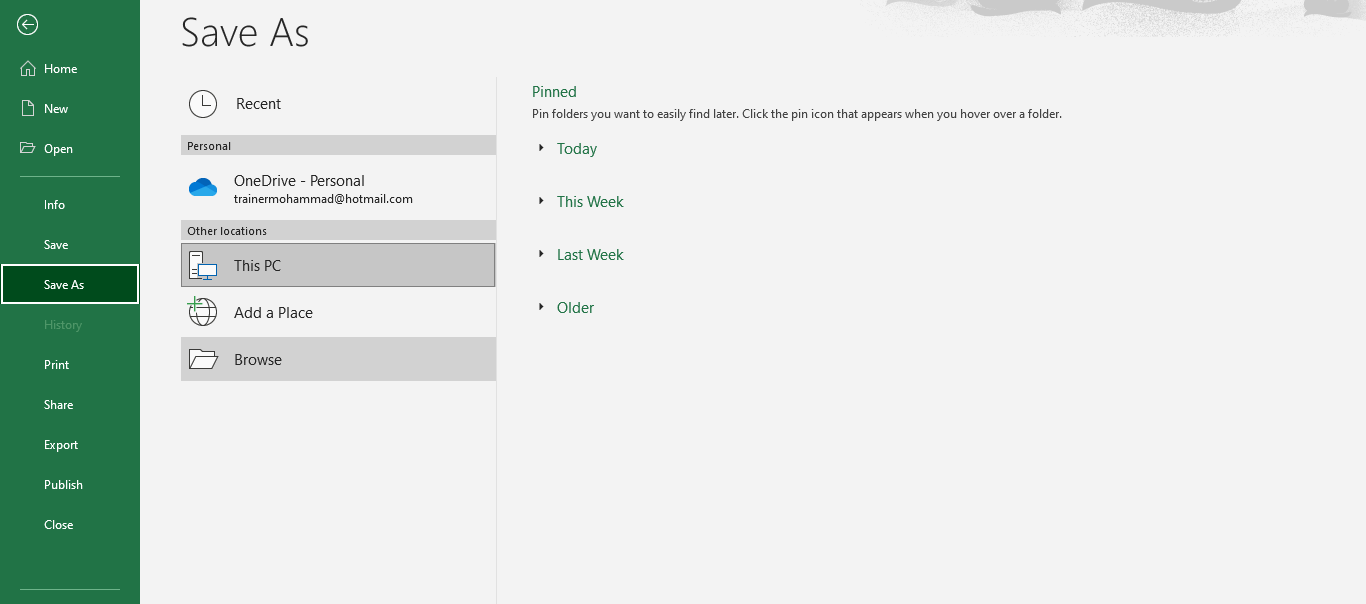 Save As
Home
New
Open
Info
Save
Save As
History
Print
Share
Export
Publish
Close
Recent
Personal
OneDrive - Personal
trainermohammad@hotmail.com
Other locations
This PC
Add a Place
Browse
Pinned
Pin folders you want to easily find later. Click the pin icon that appears when you hover over a folder.
Today
This Week
Last Week
Older